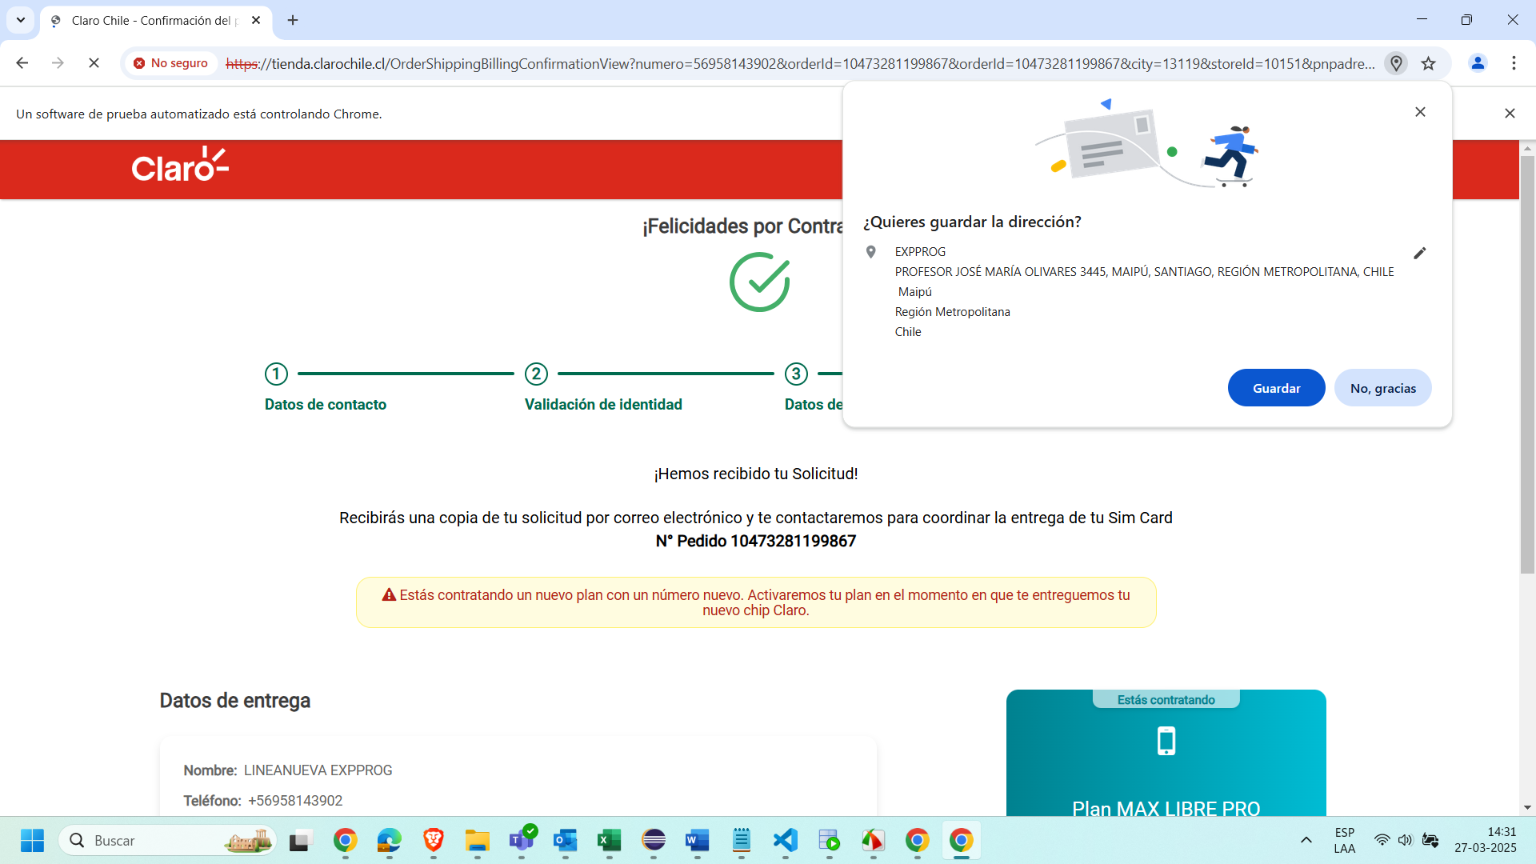 Claro Chile - Confirmación del p
No seguro
https://tienda.clarochile.cl/OrderShippingBillingConfirmationView?numero=56958143902&orderId=10473281199867&orderId=10473281199867&city=13119&storeId=10151&pnpadre...
Un software de prueba automatizado está controlando Chrome.
Claro
¡Felicidades por Contra
¿Quieres guardar la dirección?
EXPPROG
PROFESOR JOSÉ MARÍA OLIVARES 3445, MAIPÚ, SANTIAGO, REGIÓN METROPOLITANA, CHILE
Maipú
Región Metropolitana
Chile
Guardar
No, gracias
1
2
3
Datos de contacto
Validación de identidad
Datos de
¡Hemos recibido tu Solicitud!
Recibirás una copia de tu solicitud por correo electrónico y te contactaremos para coordinar la entrega de tu Sim Card
N° Pedido 10473281199867
Estás contratando un nuevo plan con un número nuevo. Activaremos tu plan en el momento en que te entreguemos tu
nuevo chip Claro.
Datos de entrega
Nombre: LINEANUEVA EXPPROG
Teléfono: +56958143902
Estás contratando
Plan MAX LIBRE PRO
Buscar
ESP
LAA
14:31
27-03-2025